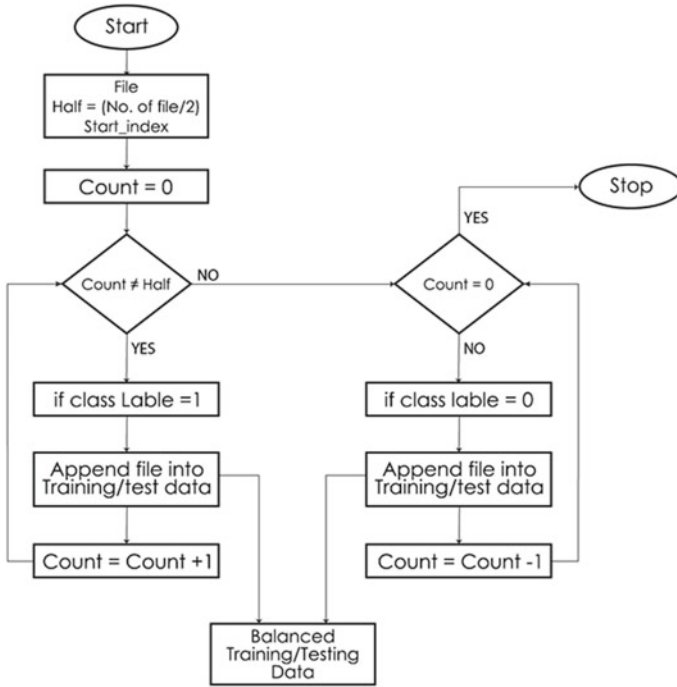 Start
File
Half = (No. of file/2)
Start_index
Count = 0
Stop
YES
Count ≠ Half
NO
Count = 0
YES
NO
if class Lable =1
if class lable = 0
Append file into
Training/test data
Append file into
Training/test data
Count = Count +1
Count = Count -1
Balanced
Training/Testing
Data